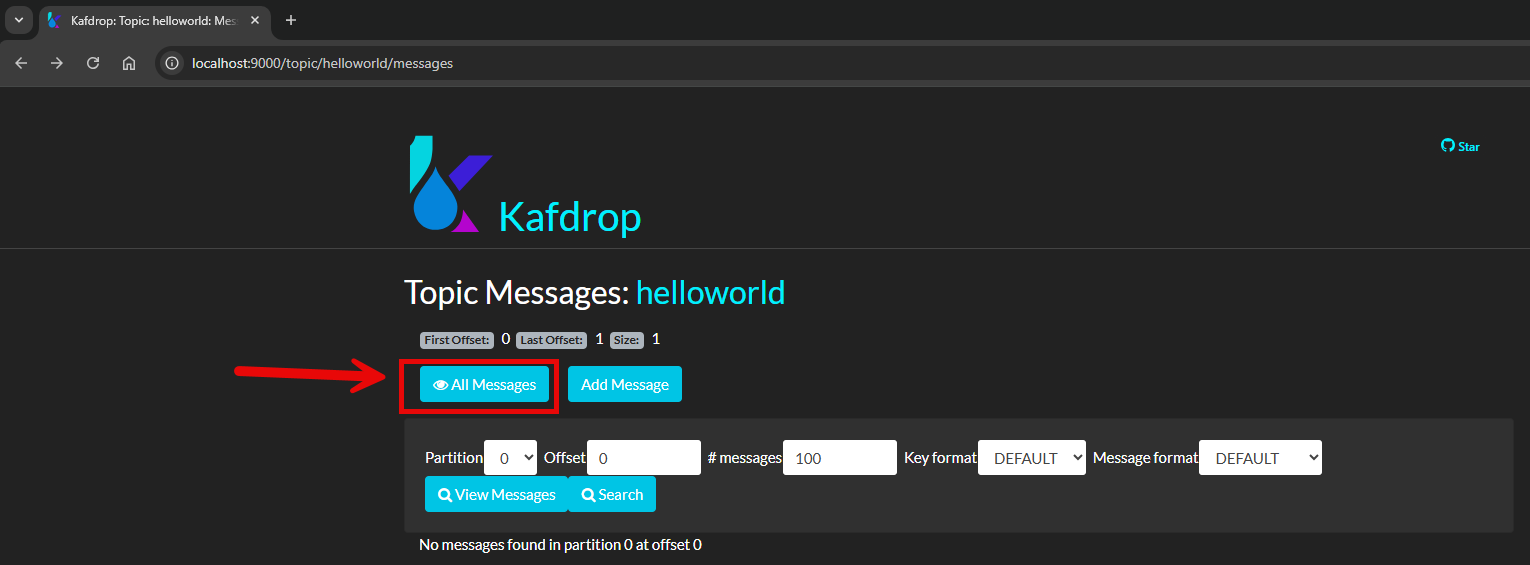 Kafdrop: Topic: helloworld: Mes
localhost:9000/topic/helloworld/messages
Star
Kafdrop
Topic Messages: helloworld
First Offset: 0 Last Offset: 1 Size: 1
All Messages Add Message
Partition 0 Offset 0 # messages 100 Key format DEFAULT Message format DEFAULT
View Messages Search
No messages found in partition 0 at offset 0